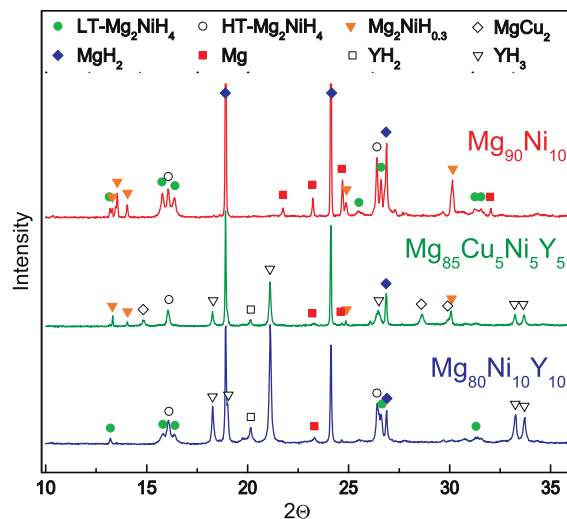 LT-Mg₂NiH₄ HT-Mg₂NiH₄ Mg₂NiH₀.₃ MgCu₂
MgH₂ Mg YH₂ YH₃
Mg₉₀Ni₁₀
Mg₈₅Cu₅Ni₅Y₅
Mg₈₀Ni₁₀Y₁₀
Intensity
10 15 20 25 30 35
2Θ